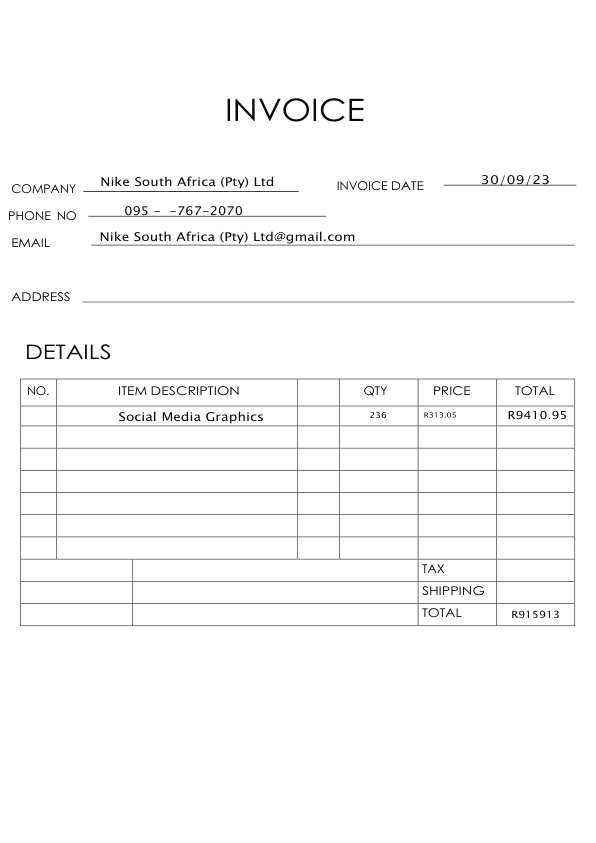 INVOICE
COMPANY Nike South Africa (Pty) Ltd INVOICE DATE 30/09/23
PHONE NO 095 - -767-2070
EMAIL Nike South Africa (Pty) Ltd@gmail.com
ADDRESS
DETAILS
NO. ITEM DESCRIPTION QTY PRICE TOTAL
Social Media Graphics 236 R313.05 R9410.95
TAX
SHIPPING
TOTAL R915913